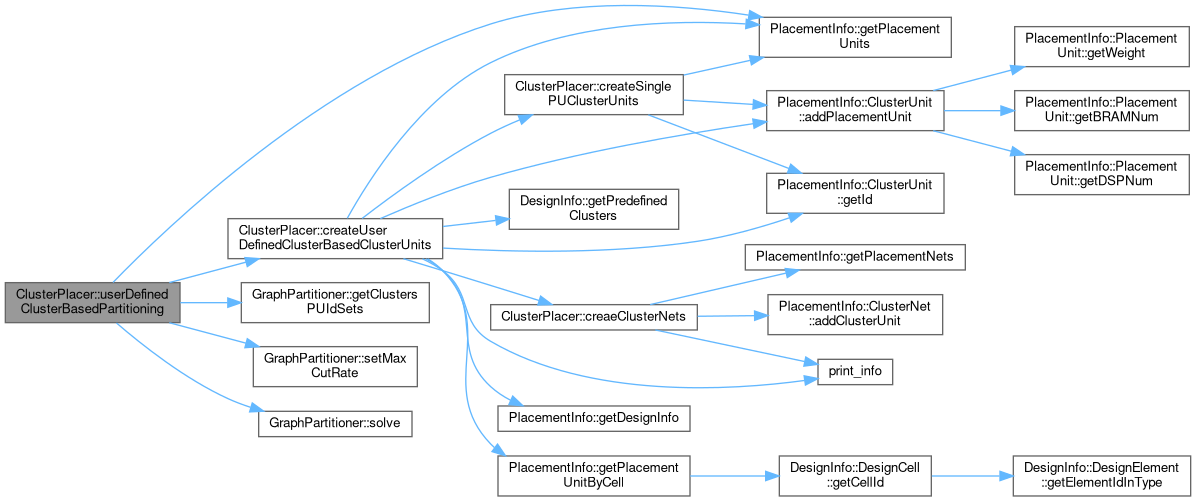 ClusterPlacer::userDefined
ClusterBasedPartitioning
ClusterPlacer::createUser
DefinedClusterBasedClusterUnits
GraphPartitioner::getClusters
PUIdSets
GraphPartitioner::setMax
CutRate
GraphPartitioner::solve
ClusterPlacer::createSingle
PUClusterUnits
DesignInfo::getPredefined
Clusters
ClusterPlacer::creaeClusterNets
PlacementInfo::getDesignInfo
PlacementInfo::getPlacement
UnitByCell
PlacementInfo::getPlacement
Units
PlacementInfo::ClusterUnit
::addPlacementUnit
PlacementInfo::ClusterUnit
::getId
PlacementInfo::getPlacementNets
PlacementInfo::ClusterNet
::addClusterUnit
print_info
DesignInfo::DesignCell
::getCellId
PlacementInfo::Placement
Unit::getWeight
PlacementInfo::Placement
Unit::getBRAMNum
PlacementInfo::Placement
Unit::getDSPNum
DesignInfo::DesignElement
::getElementIdInType